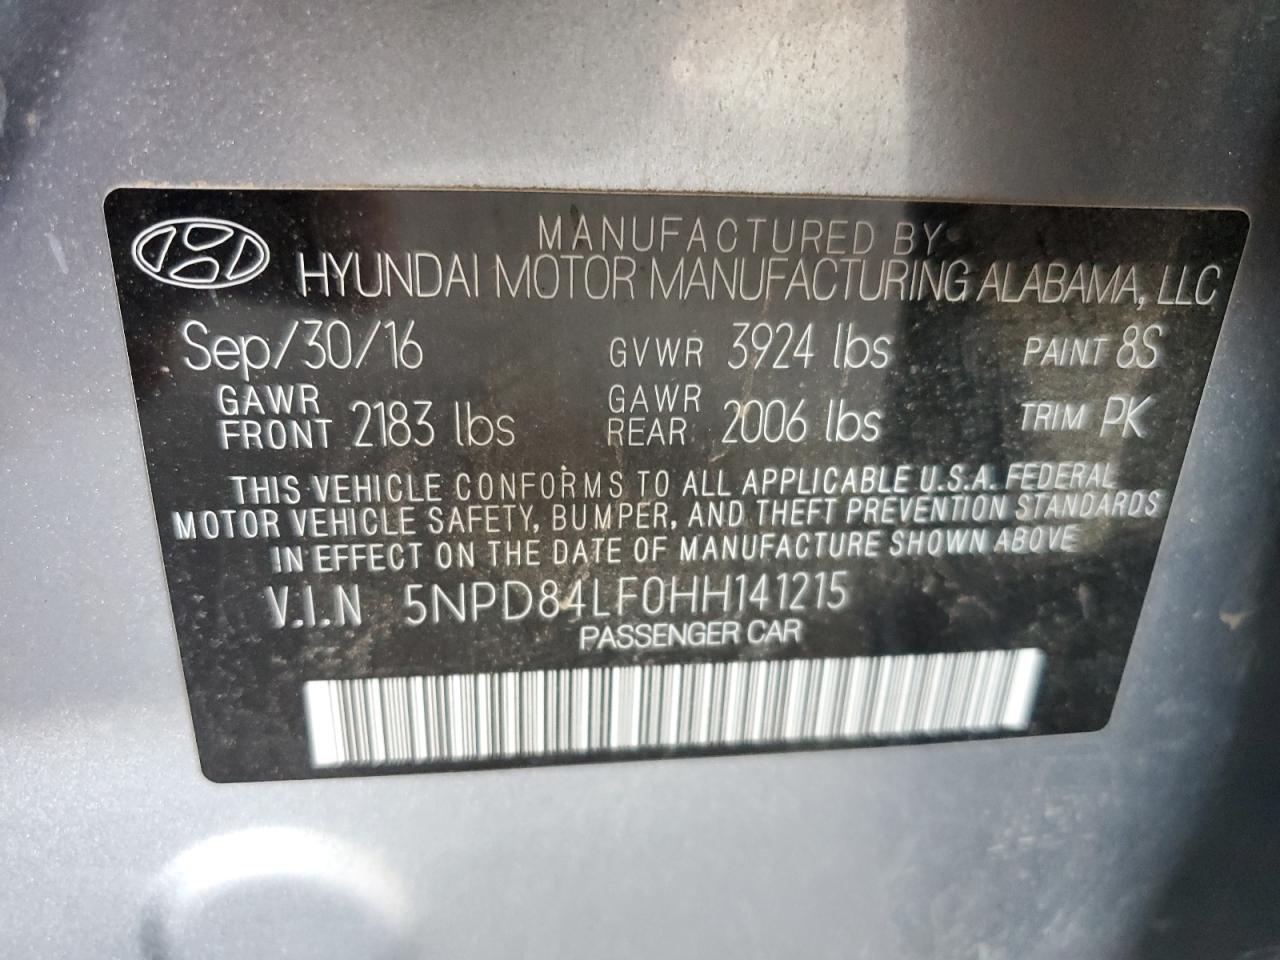 MANUFACTURED BY
HYUNDAI MOTOR MANUFACTURING ALABAMA, LLC
Sep/30/16 GVWR 3924 lbs PAINT 8S
GAWR FRONT 2183 lbs GAWR REAR 2006 lbs TRIM PK
THIS VEHICLE CONFORMS TO ALL APPLICABLE U.S.A. FEDERAL
MOTOR VEHICLE SAFETY, BUMPER, AND THEFT PREVENTION STANDARDS
IN EFFECT ON THE DATE OF MANUFACTURE SHOWN ABOVE
V.I.N 5NPD84LF0HH141215
PASSENGER CAR